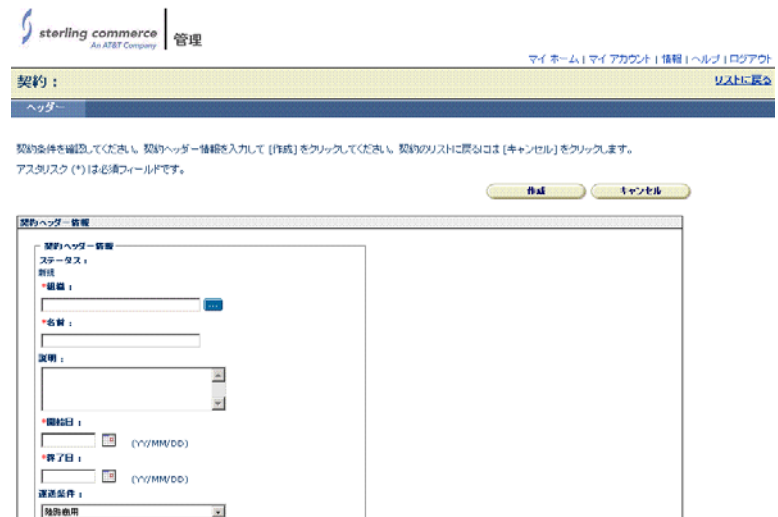 sterling commerce
An AT&T Company
管理
マイ ホーム | マイ アカウント | 情報 | ヘルプ | ログアウト
契約 :
リストに戻る
ヘッダー
契約条件を確認してください。契約ヘッダー情報を入力して [作成] をクリックしてください。契約のリストに戻るには [キャンセル] をクリックします。
アスタリスク (*) は必須フィールドです。
作成
キャンセル
契約ヘッダー情報
契約ヘッダー情報
ステータス :
新規
*組織 :
...
*名前 :
説明 :
*開始日 :
(YY/MM/DD)
*終了日 :
(YY/MM/DD)
運送条件 :
陸路商用